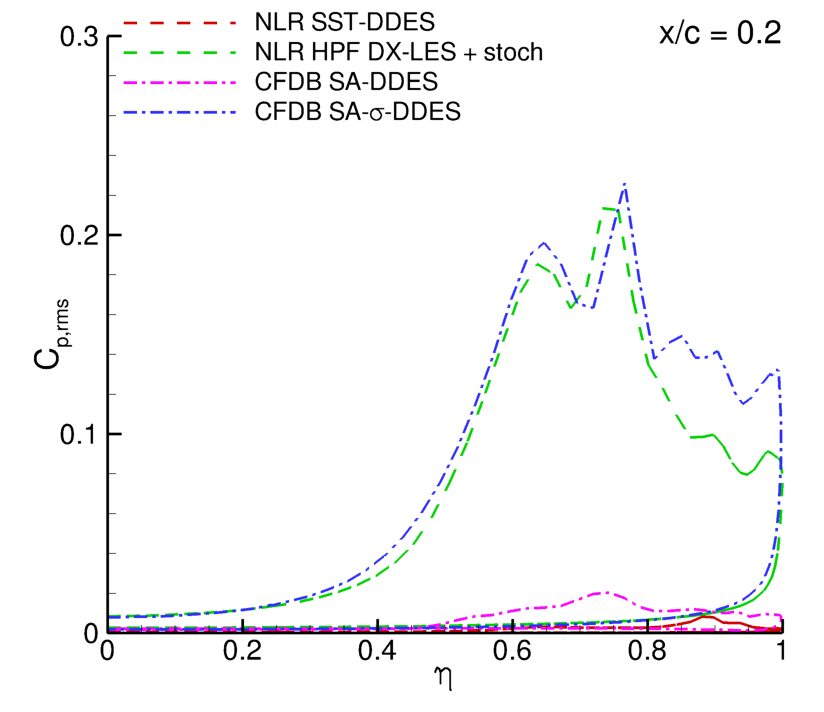 NLR SST-DDES
NLR HPF DX-LES + stoch
CFDB SA-DDES
CFDB SA-σ-DDES
x/c = 0.2
0.3
0.2
0.1
0
C_p,rms
0 0.2 0.4 0.6 0.8 1
η